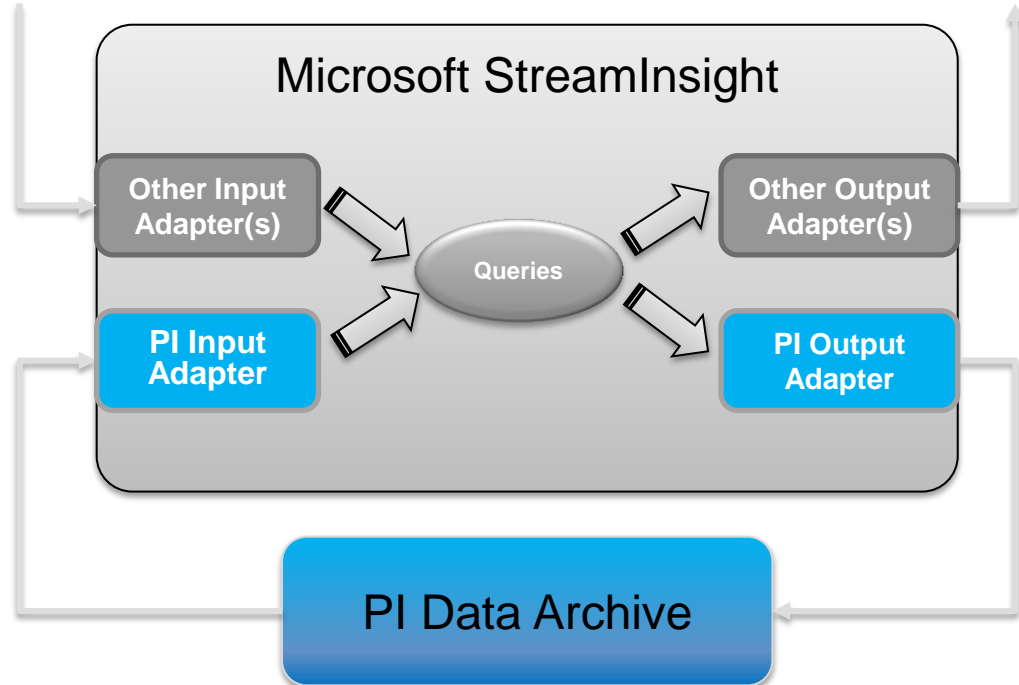 Microsoft StreamInsight
Other Input
Adapter(s)
Other Output
Adapter(s)
Queries
PI Input
Adapter
PI Output
Adapter
PI Data Archive